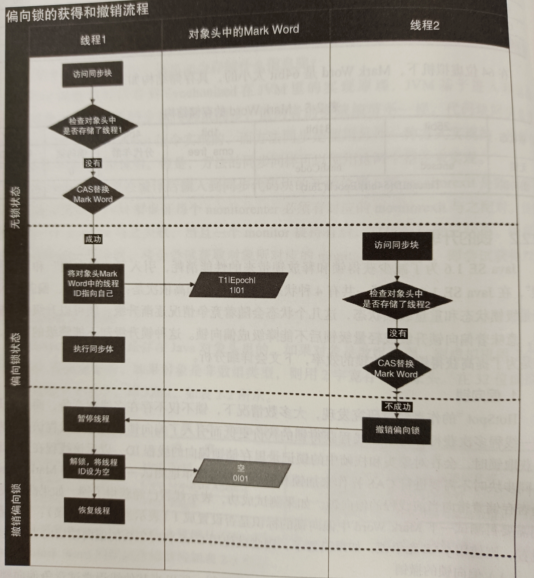 偏向锁的获得和撤销流程
线程1
对象头中的Mark Word
线程2
访问同步块
检查对象头中
是否存储了线程1
没有
CAS替换
Mark Word
无锁状态
成功
访问同步块
将对象头Mark
Word中的线程
ID指向自己
T1|Epoch|
1|01
检查对象头中
是否存储了线程2
没有
执行同步体
CAS替换
Mark Word
偏向锁状态
不成功
暂停线程
撤销偏向锁
解锁，将线程
ID设为空
空
0|01
恢复线程
撤销偏向锁